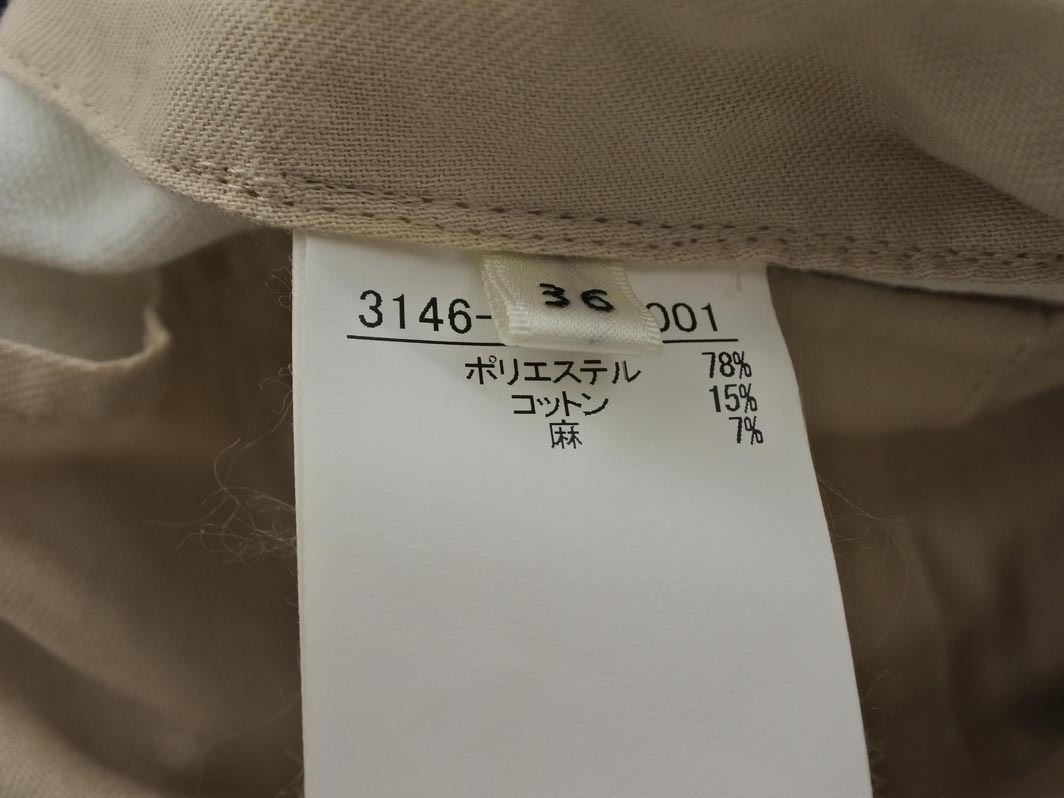 36
3146- 001
ポリエステル 78%
コットン 15%
麻 7%